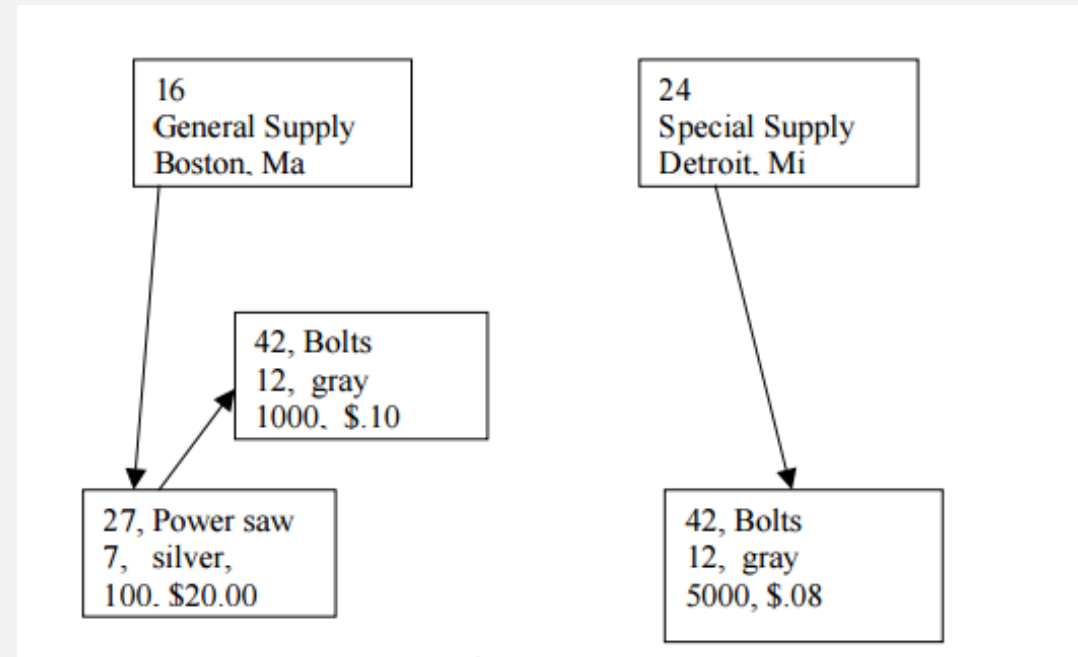 16
General Supply
Boston, Ma
24
Special Supply
Detroit, Mi
42, Bolts
12, gray
1000, $.10
27, Power saw
7, silver,
100. $20.00
42, Bolts
12, gray
5000, $.08